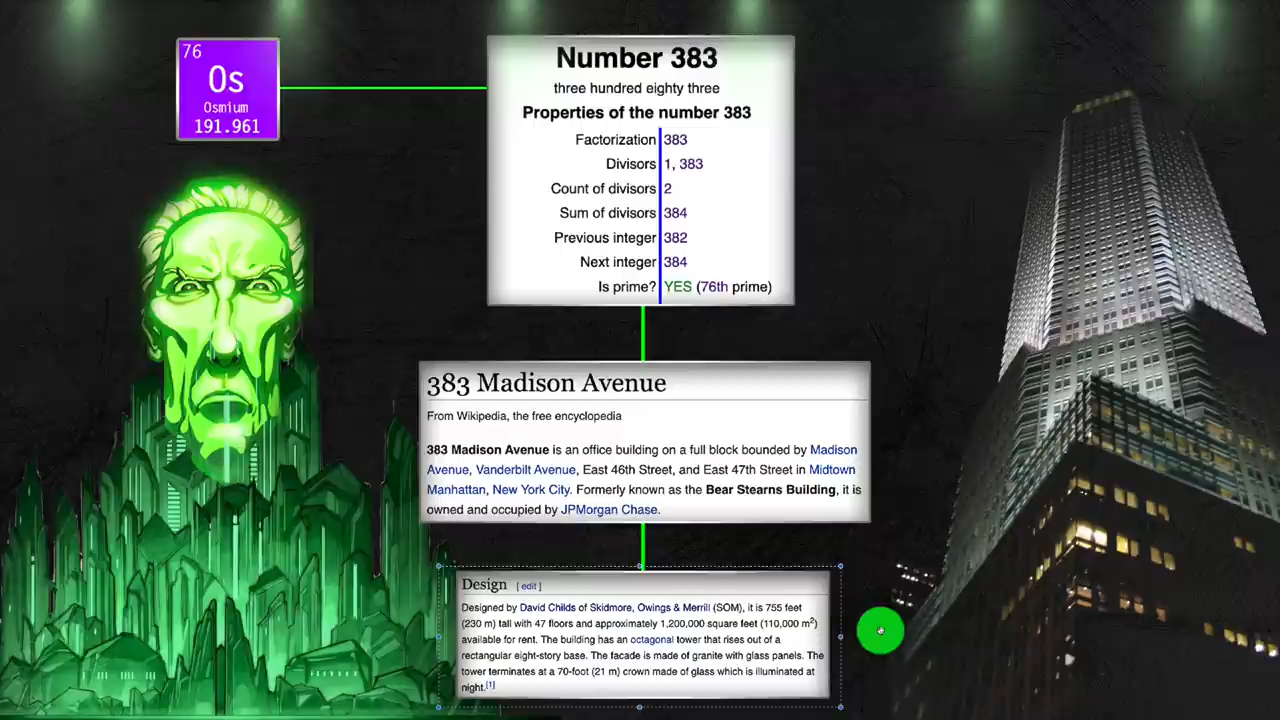 76
Os
Osmium
191.961
Number 383
three hundred eighty three
Properties of the number 383
Factorization 383
Divisors 1, 383
Count of divisors 2
Sum of divisors 384
Previous integer 382
Next integer 384
Is prime? YES (76th prime)
383 Madison Avenue
From Wikipedia, the free encyclopedia
383 Madison Avenue is an office building on a full block bounded by Madison
Avenue, Vanderbilt Avenue, East 46th Street, and East 47th Street in Midtown
Manhattan, New York City. Formerly known as the Bear Stearns Building, it is
owned and occupied by JPMorgan Chase.
Design [ edit ]
Designed by David Childs of Skidmore, Owings & Merrill (SOM), it is 755 feet
(230 m) tall with 47 floors and approximately 1,200,000 square feet (110,000 m²)
available for rent. The building has an octagonal tower that rises out of a
rectangular eight-story base. The facade is made of granite with glass panels. The
tower terminates at a 70-foot (21 m) crown made of glass which is illuminated at
night.[1]